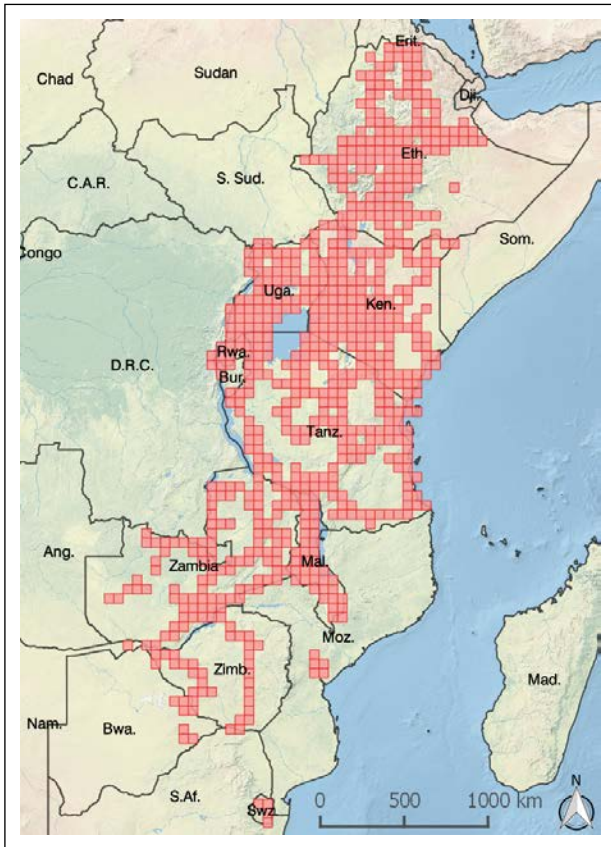 Erit.
Chad
Sudan
Dji.
Eth.
C.A.R.
S. Sud.
Som.
Congo
Uga.
Ken.
Rwa.
D.R.C.
Bur.
Tanz.
Ang.
Zambia
Mal.
Moz.
Zimb.
Mad.
Nam.
Bwa.
N
S.Af.
Swz.
0 500 1000 km